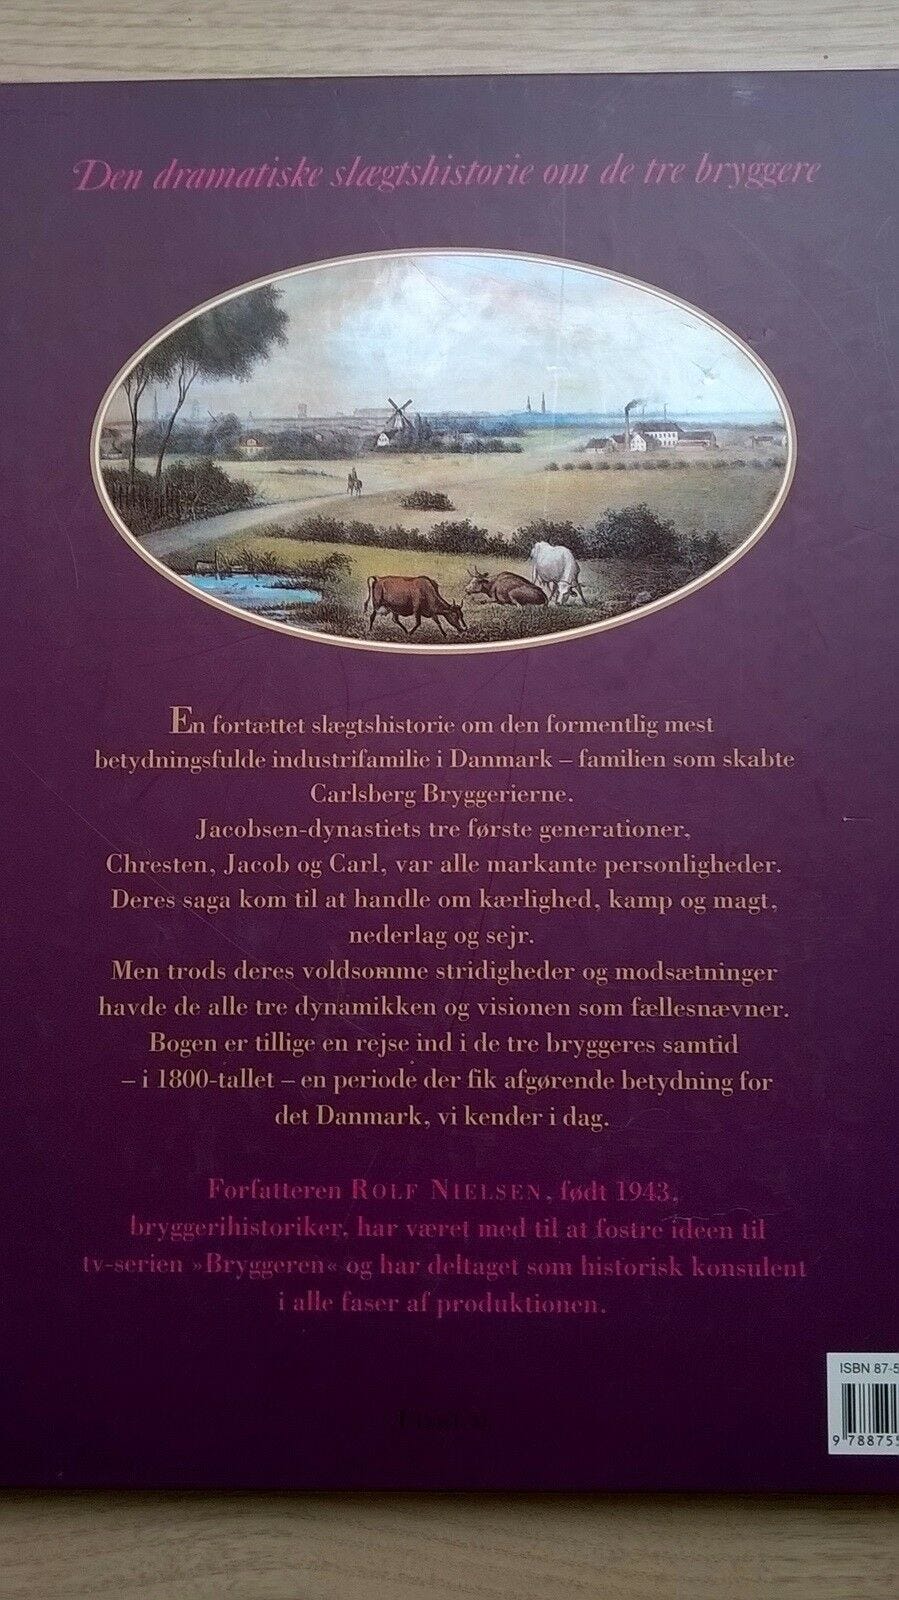 Den dramatiske slægtshistorie om de tre bryggere
En fortættet slægtshistorie om den formentlig mest
betydningsfulde industrifamilie i Danmark – familien som skabte
Carlsberg Bryggerierne.
Jacobsen-dynastiets tre første generationer,
Chresten, Jacob og Carl, var alle markante personligheder.
Deres saga kom til at handle om kærlighed, kamp og magt,
nederlag og sejr.
Men trods deres voldsomme stridigheder og modsætninger
havde de alle tre dynamikken og visionen som fællesnævner.
Bogen er tillige en rejse ind i de tre bryggeres samtid
– i 1800-tallet – en periode der fik afgørende betydning for
det Danmark, vi kender i dag.
Forfatteren ROLF NIELSEN, født 1943,
bryggerihistoriker, har været med til at fostre ideen til
tv-serien »Bryggeren« og har deltaget som historisk konsulent
i alle faser af produktionen.
ISBN 87-5
9 788755